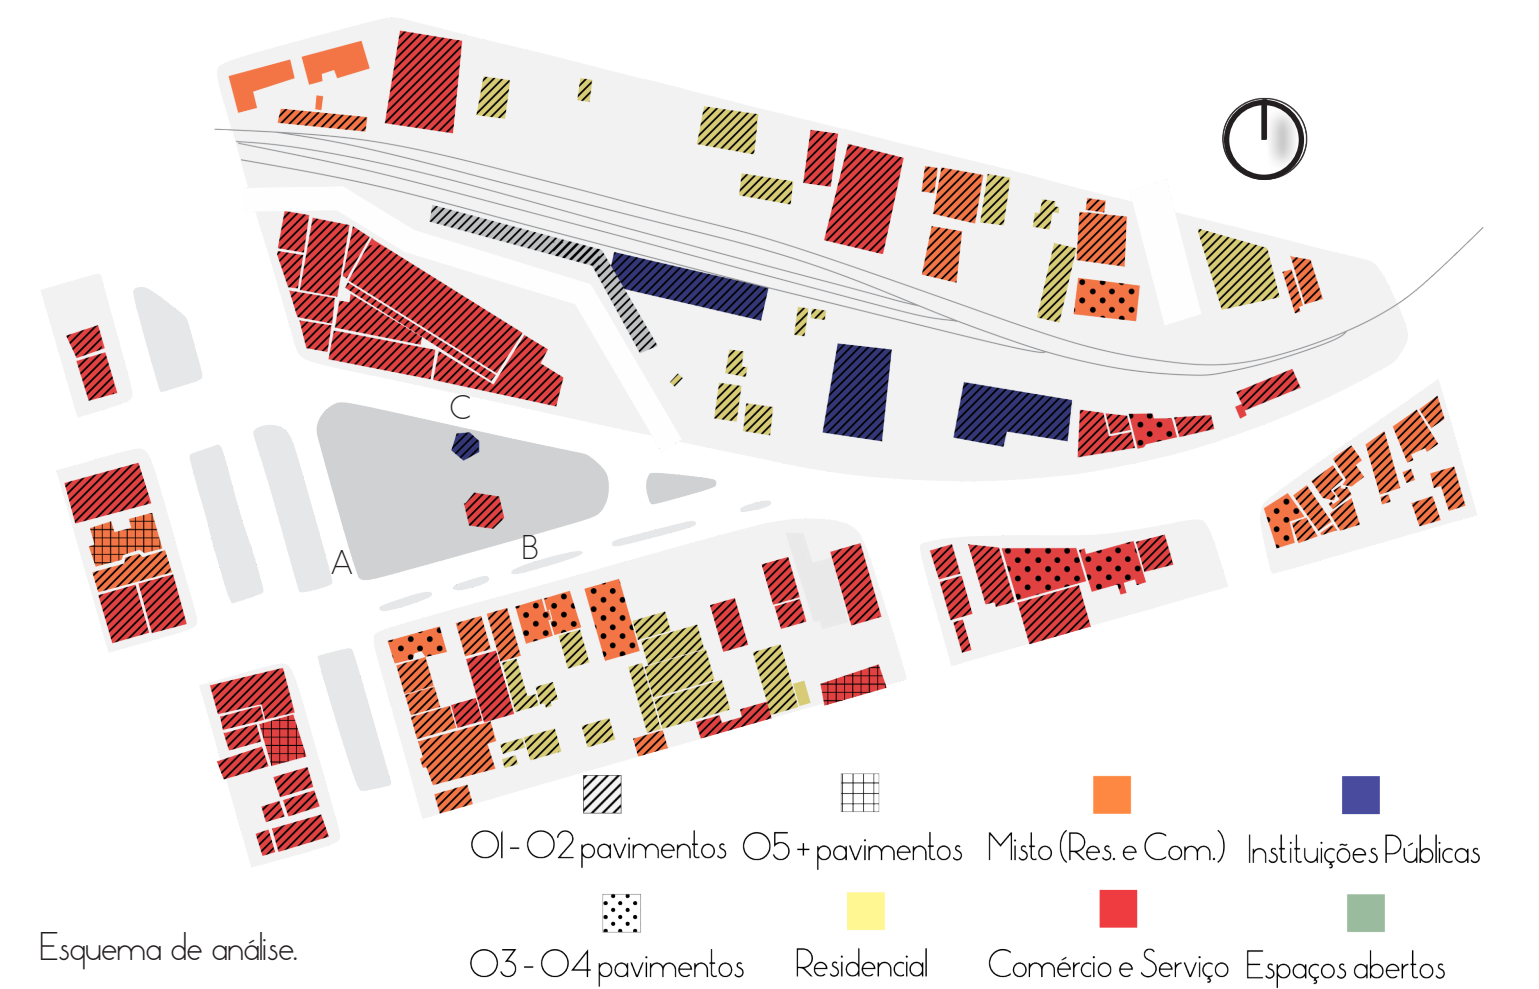 C
B
A
01-02 pavimentos
05 + pavimentos
Misto (Res. e Com.)
Instituições Públicas
03-04 pavimentos
Residencial
Comércio e Serviço
Espaços abertos
Esquema de análise.